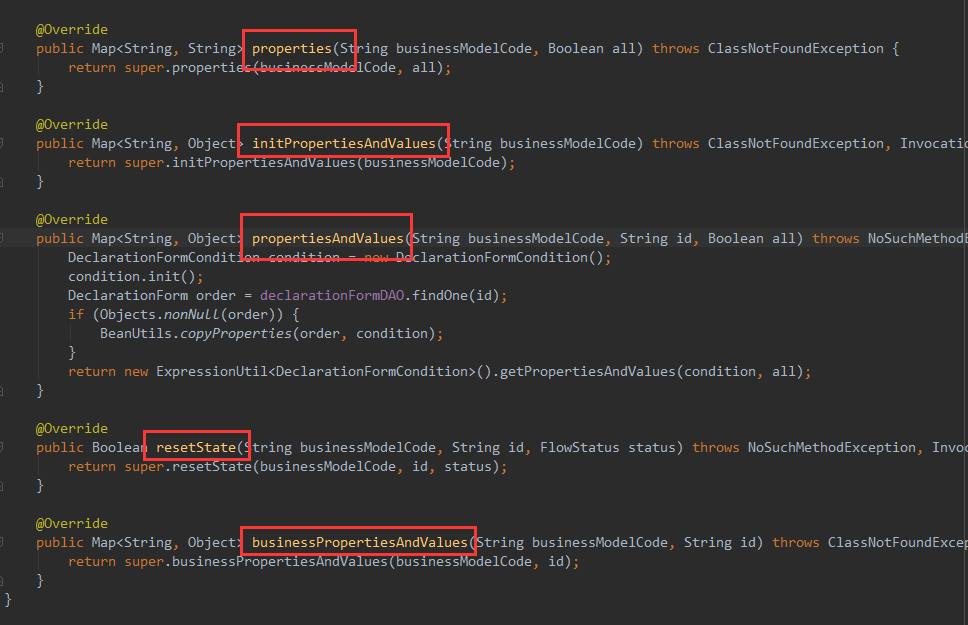 @Override
public Map<String, String> properties(String businessModelCode, Boolean all) throws ClassNotFoundException {
return super.properties(businessModelCode, all);
}
@Override
public Map<String, Object> initPropertiesAndValues(String businessModelCode) throws ClassNotFoundException, Invocatio
return super.initPropertiesAndValues(businessModelCode);
}
@Override
public Map<String, Object> propertiesAndValues(String businessModelCode, String id, Boolean all) throws NoSuchMethodE
DeclarationFormCondition condition = new DeclarationFormCondition();
condition.init();
DeclarationForm order = declarationFormDAO.findOne(id);
if (Objects.nonNull(order)) {
BeanUtils.copyProperties(order, condition);
}
return new ExpressionUtil<DeclarationFormCondition>().getPropertiesAndValues(condition, all);
}
@Override
public Boolean resetState(String businessModelCode, String id, FlowStatus status) throws NoSuchMethodException, Invoc
return super.resetState(businessModelCode, id, status);
}
@Override
public Map<String, Object> businessPropertiesAndValues(String businessModelCode, String id) throws ClassNotFoundExcep
return super.businessPropertiesAndValues(businessModelCode, id);
}
}